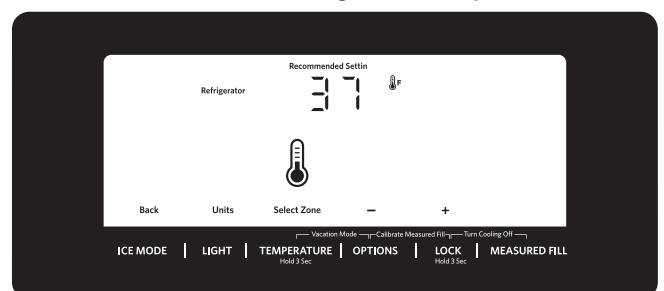 Recommended Settin
Refrigerator 37 F
Back Units Select Zone — +
Vacation Mode Calibrate Measured Fill Turn Cooling Off
ICE MODE LIGHT TEMPERATURE OPTIONS LOCK MEASURED FILL
Hold 3 Sec Hold 3 Sec